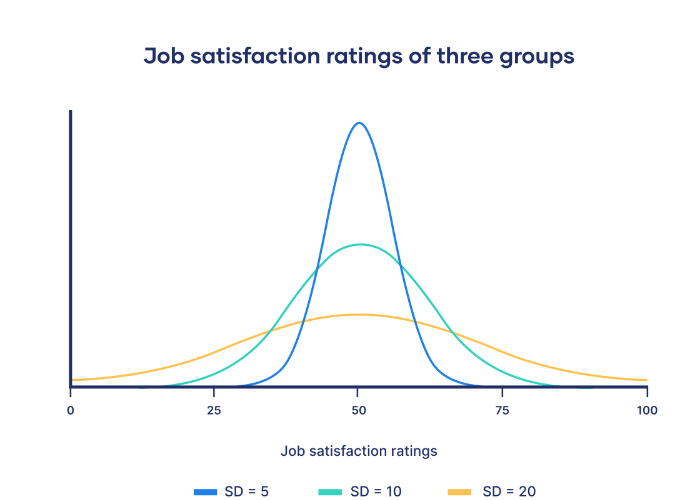 Job satisfaction ratings of three groups
0 25 50 75 100
Job satisfaction ratings
SD = 5 SD = 10 SD = 20